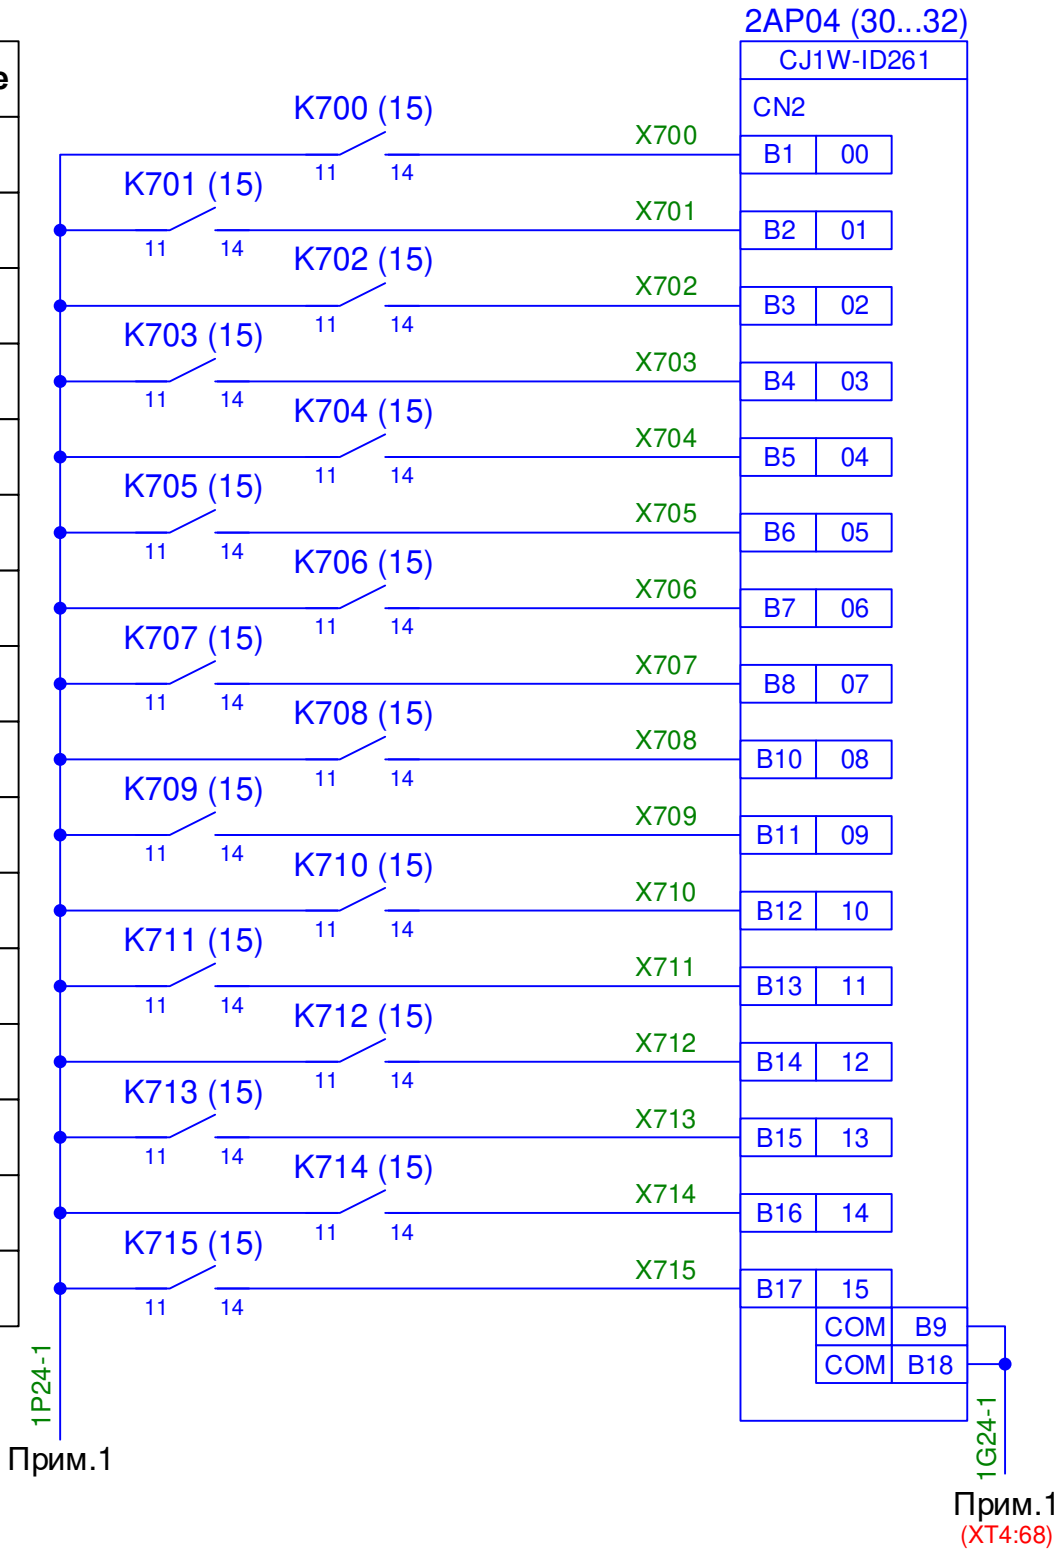 2AP04 (30...32)
CJ1W-ID261
e
CN2
K700 (15)
X700
B1 00
11 14
K701 (15)
X701
B2 01
11 14
K702 (15)
X702
B3 02
11 14
K703 (15)
X703
B4 03
11 14
K704 (15)
X704
B5 04
11 14
K705 (15)
X705
B6 05
11 14
K706 (15)
X706
B7 06
11 14
K707 (15)
X707
B8 07
11 14
K708 (15)
X708
B10 08
11 14
K709 (15)
X709
B11 09
11 14
K710 (15)
X710
B12 10
11 14
K711 (15)
X711
B13 11
11 14
K712 (15)
X712
B14 12
11 14
K713 (15)
X713
B15 13
11 14
K714 (15)
X714
B16 14
11 14
K715 (15)
X715
B17 15
11 14
COM B9
COM B18
1P24-1
1G24-1
Прим.1
Прим.1
(XT4:68)